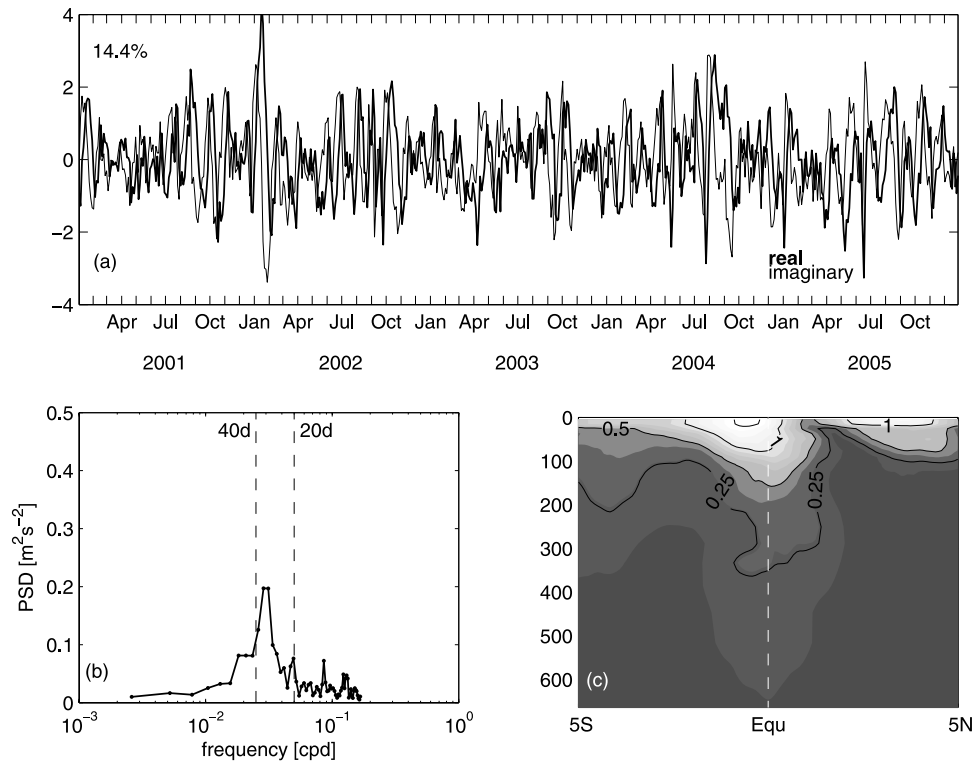 4
2
0
−2
−4
14.4%
(a)
real
imaginary
Apr Jul Oct Jan Apr Jul Oct Jan Apr Jul Oct Jan Apr Jul Oct Jan Apr Jul Oct
2001 2002 2003 2004 2005
0.5
0.4
0.3
0.2
0.1
0
PSD [m²s⁻²]
40d 20d
(b)
10⁻³ 10⁻² 10⁻¹ 10⁰
frequency [cpd]
0
100
200
300
400
500
600
0.5
1
1
0.25
0.25
(c)
5S Equ 5N